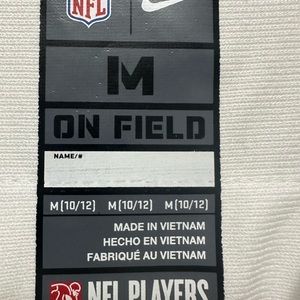 NFL
M
ON FIELD
NAME/#
M (10/12) M (10/12) M (10/12)
MADE IN VIETNAM
HECHO EN VIETNAM
FABRIQUÉ AU VIETNAM
NFL PLAYERS